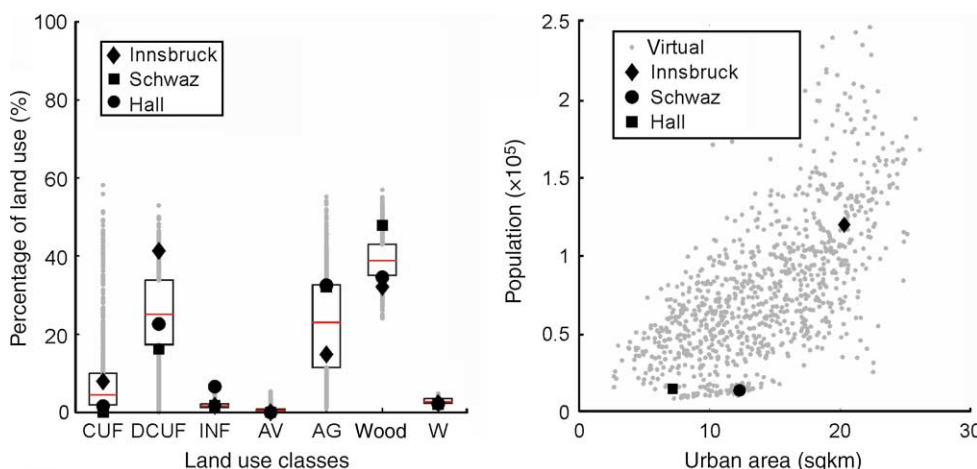 100
80
60
40
20
0
Percentage of land use (%)
Innsbruck
Schwaz
Hall
CUF DCUF INF AV AG Wood W
Land use classes
2.5
2
1.5
1
0.5
0
Population (×10⁵)
Virtual
Innsbruck
Schwaz
Hall
0 10 20 30
Urban area (sqkm)